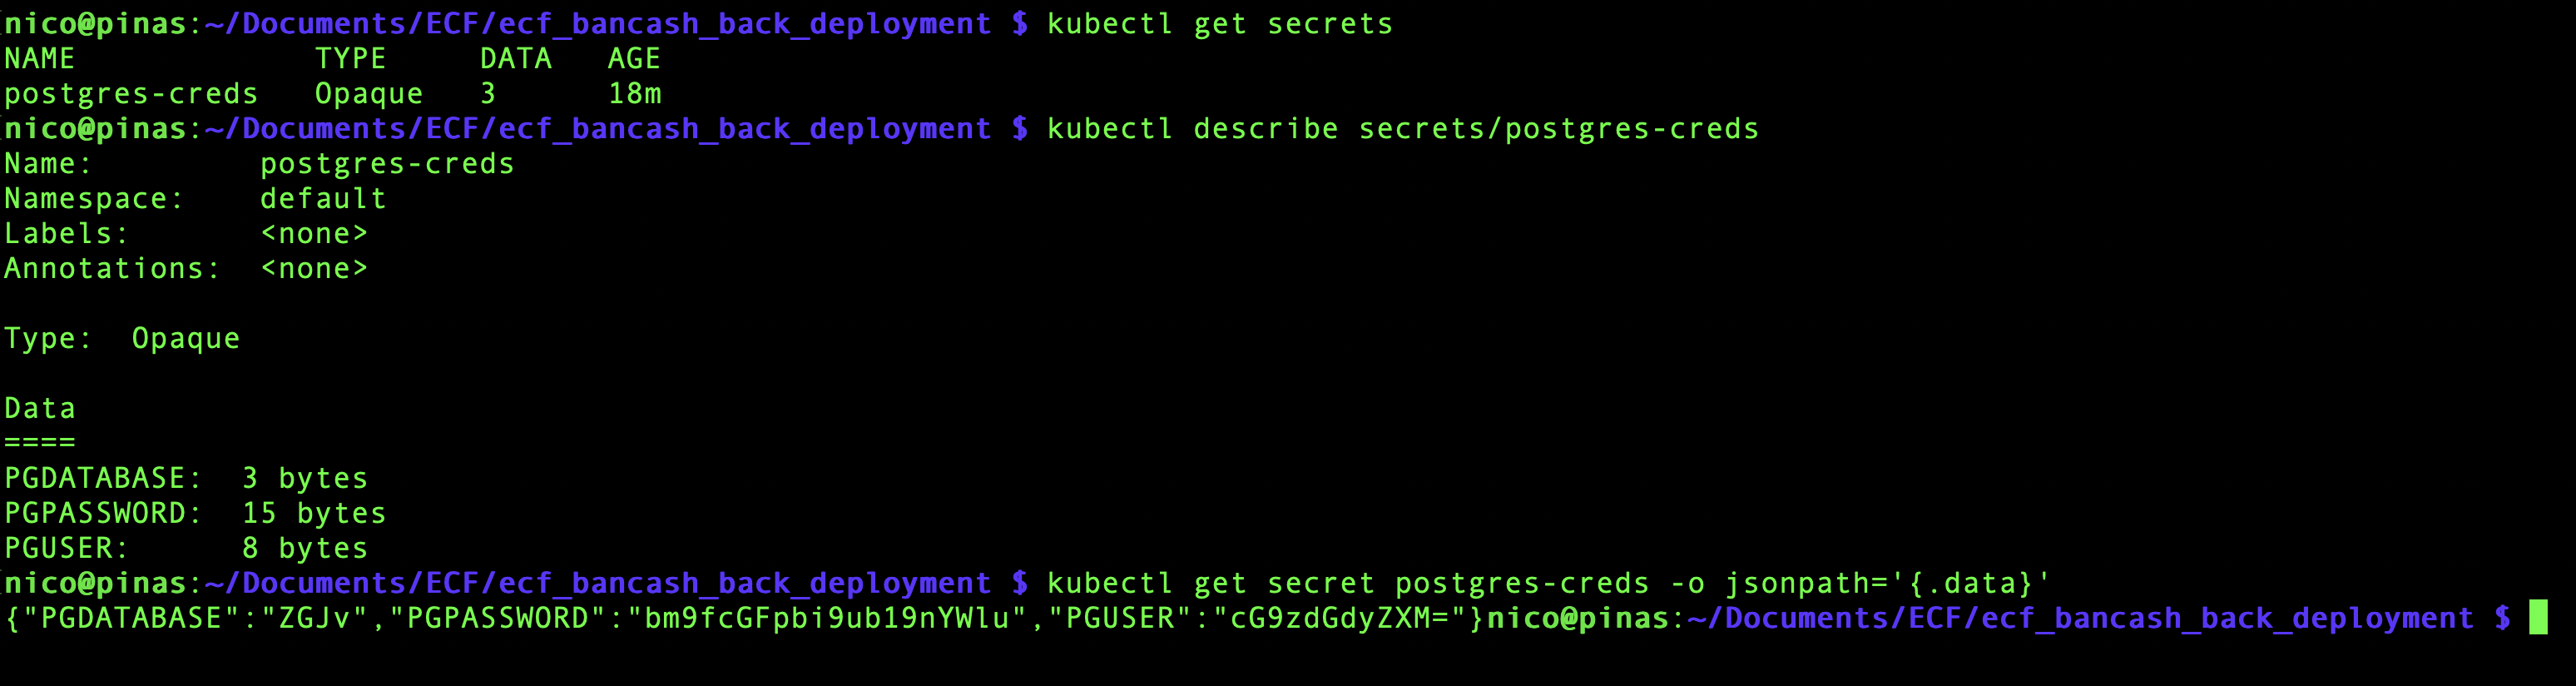 nico@pinas:~/Documents/ECF/ecf_bancash_back_deployment $ kubectl get secrets
NAME             TYPE     DATA   AGE
postgres-creds   Opaque   3      18m
nico@pinas:~/Documents/ECF/ecf_bancash_back_deployment $ kubectl describe secrets/postgres-creds
Name:         postgres-creds
Namespace:    default
Labels:       <none>
Annotations:  <none>
Type:  Opaque
Data
====
PGDATABASE:  3 bytes
PGPASSWORD:  15 bytes
PGUSER:      8 bytes
nico@pinas:~/Documents/ECF/ecf_bancash_back_deployment $ kubectl get secret postgres-creds -o jsonpath='{.data}'
{"PGDATABASE":"ZGJv","PGPASSWORD":"bm9fcGFpbi9ub19nYWlu","PGUSER":"cG9zdGdyZXM="}nico@pinas:~/Documents/ECF/ecf_bancash_back_deployment $